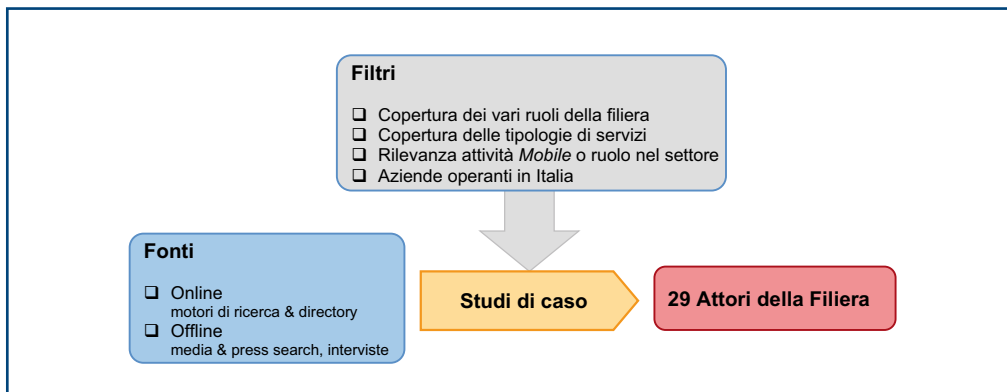 Filtri
❑ Copertura dei vari ruoli della filiera
❑ Copertura delle tipologie di servizi
❑ Rilevanza attività Mobile o ruolo nel settore
❑ Aziende operanti in Italia
Fonti
❑ Online
motori di ricerca & directory
❑ Offline
media & press search, interviste
Studi di caso
29 Attori della Filiera